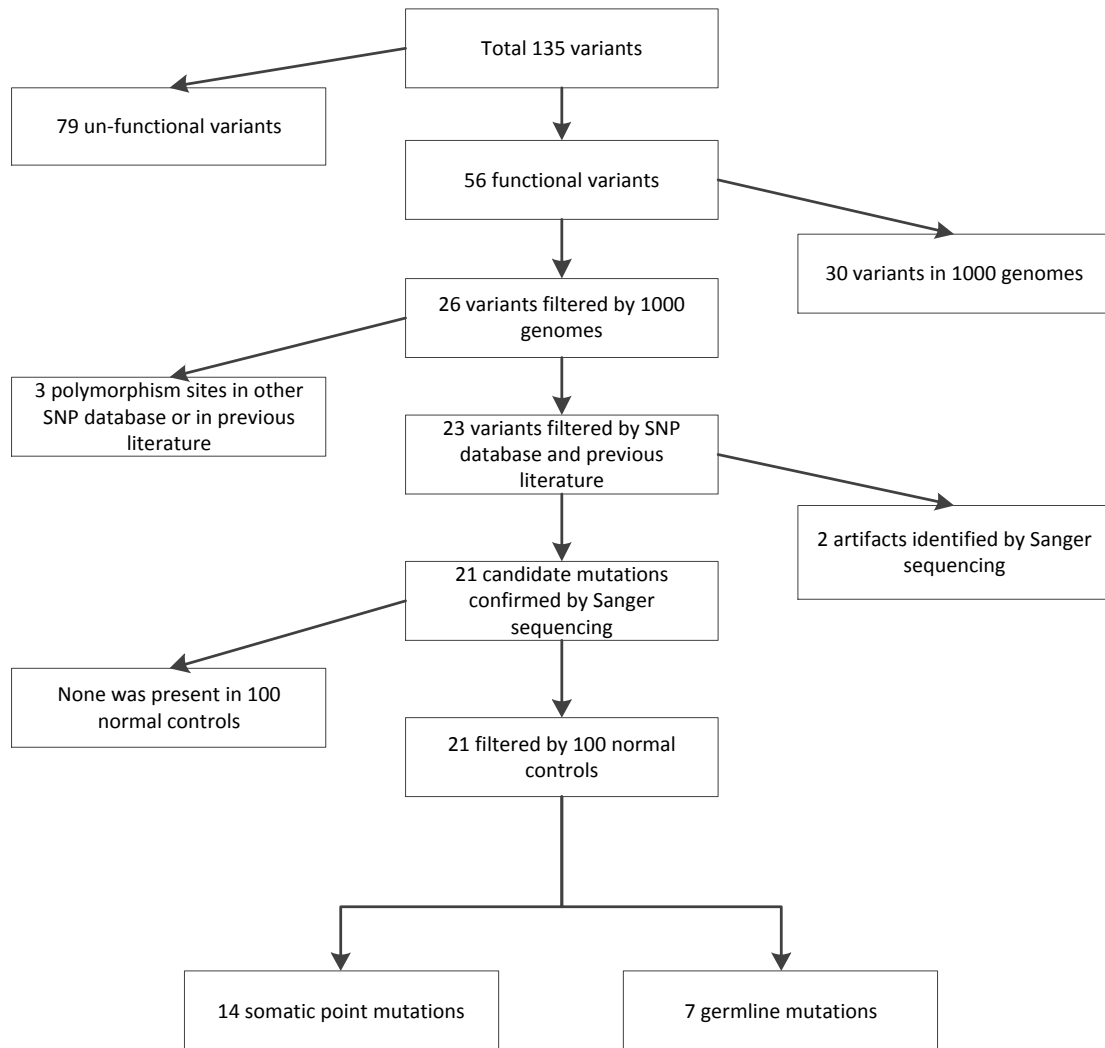 Total 135 variants
79 un-functional variants
56 functional variants
30 variants in 1000 genomes
26 variants filtered by 1000
genomes
3 polymorphism sites in other
SNP database or in previous
literature
23 variants filtered by SNP
database and previous
literature
2 artifacts identified by Sanger
sequencing
21 candidate mutations
confirmed by Sanger
sequencing
None was present in 100
normal controls
21 filtered by 100 normal
controls
14 somatic point mutations
7 germline mutations